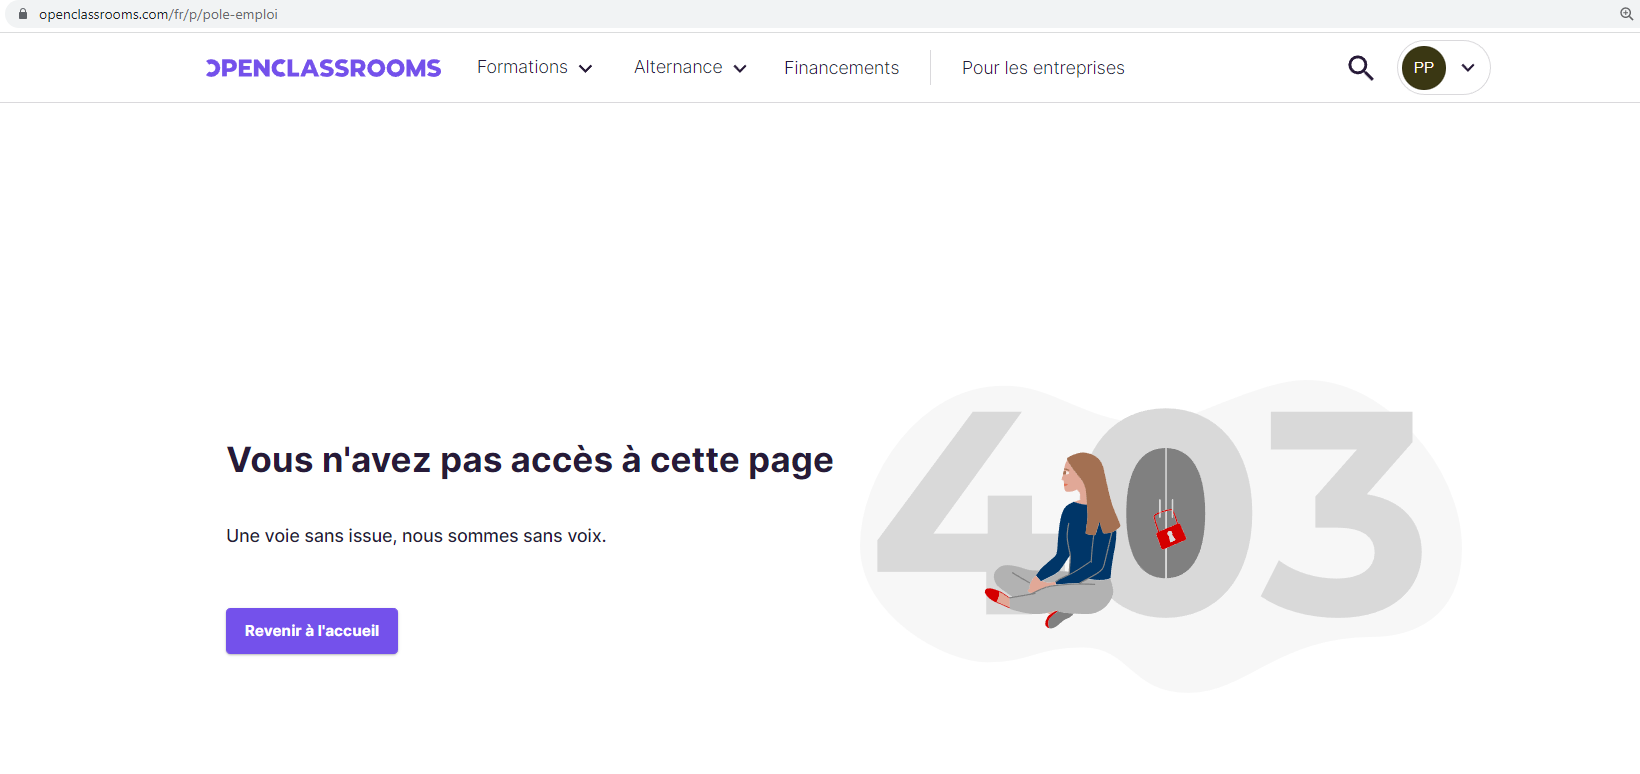 openclassrooms.com/fr/p/pole-emploi
OPENCLASSROOMS Formations Alternance Financements Pour les entreprises PP
403
Vous n'avez pas accès à cette page
Une voie sans issue, nous sommes sans voix.
Revenir à l'accueil